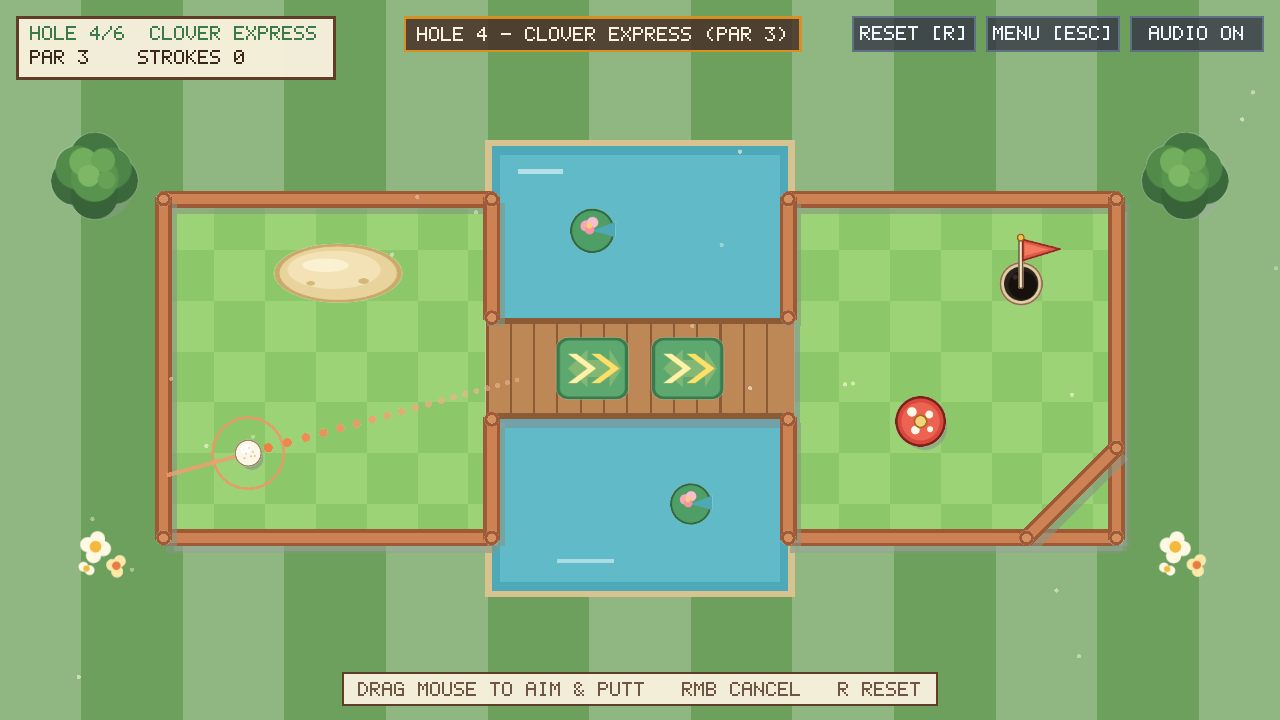 HOLE 4/6  CLOVER EXPRESS
PAR 3    STROKES 0
HOLE 4 – CLOVER EXPRESS (PAR 3)
RESET [R]
MENU [ESC]
AUDIO ON
DRAG MOUSE TO AIM & PUTT   RMB CANCEL   R RESET